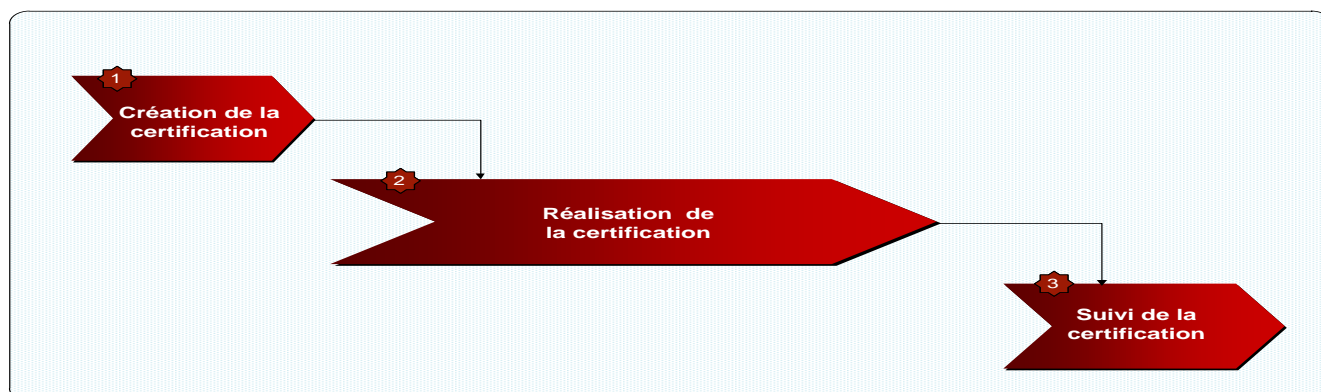 1
Création de la
certification
2
Réalisation de
la certification
3
Suivi de la
certification